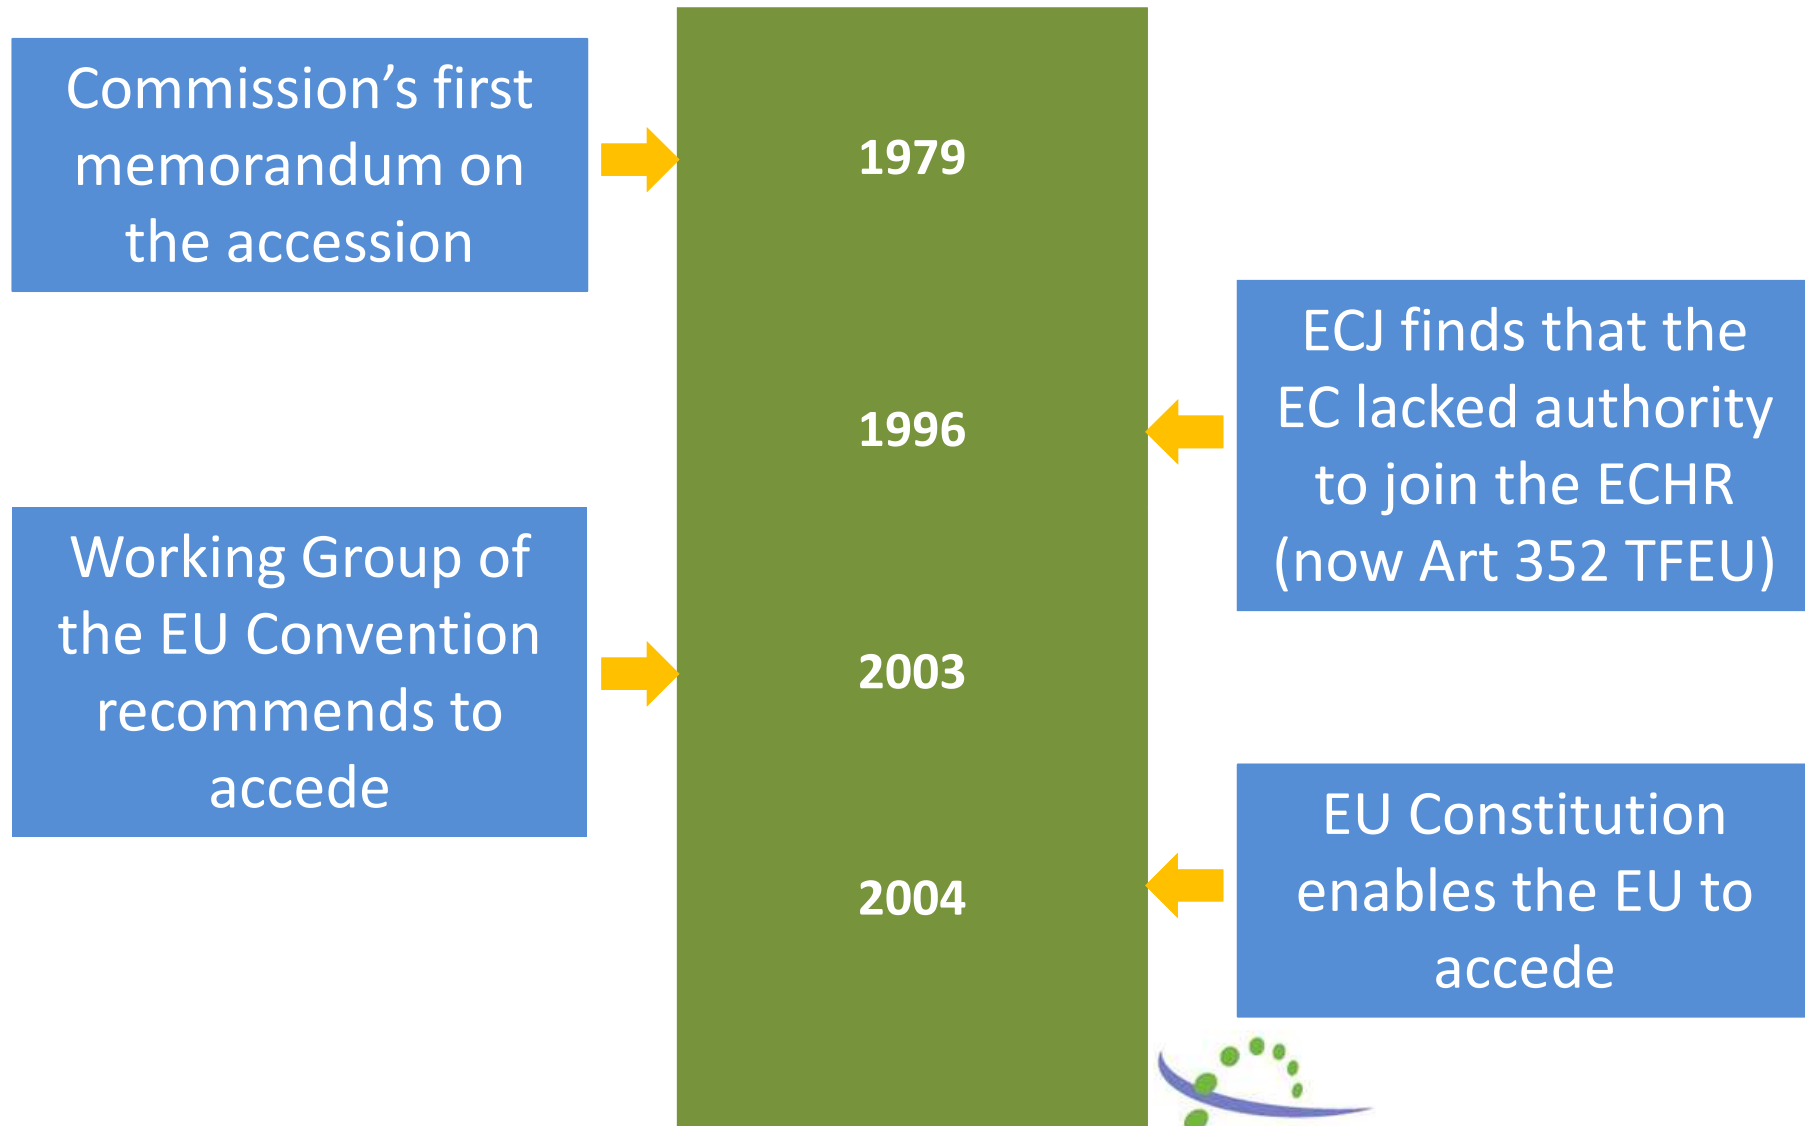 Commission’s first
memorandum on
the accession
1979
ECJ finds that the
EC lacked authority
to join the ECHR
(now Art 352 TFEU)
1996
Working Group of
the EU Convention
recommends to
accede
2003
EU Constitution
enables the EU to
accede
2004